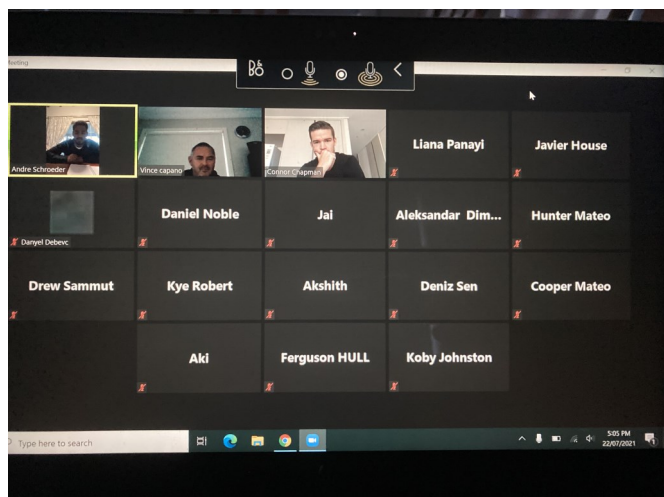 Meeting
B&O
Andre Schroeder
Vince capano
Connor Chapman
Liana Panayi
Javier House
Danyel Debevc
Daniel Noble
Jai
Aleksandar Dim...
Hunter Mateo
Drew Sammut
Kye Robert
Akshith
Deniz Sen
Cooper Mateo
Aki
Ferguson HULL
Koby Johnston
Type here to search
5:05 PM
22/07/2021